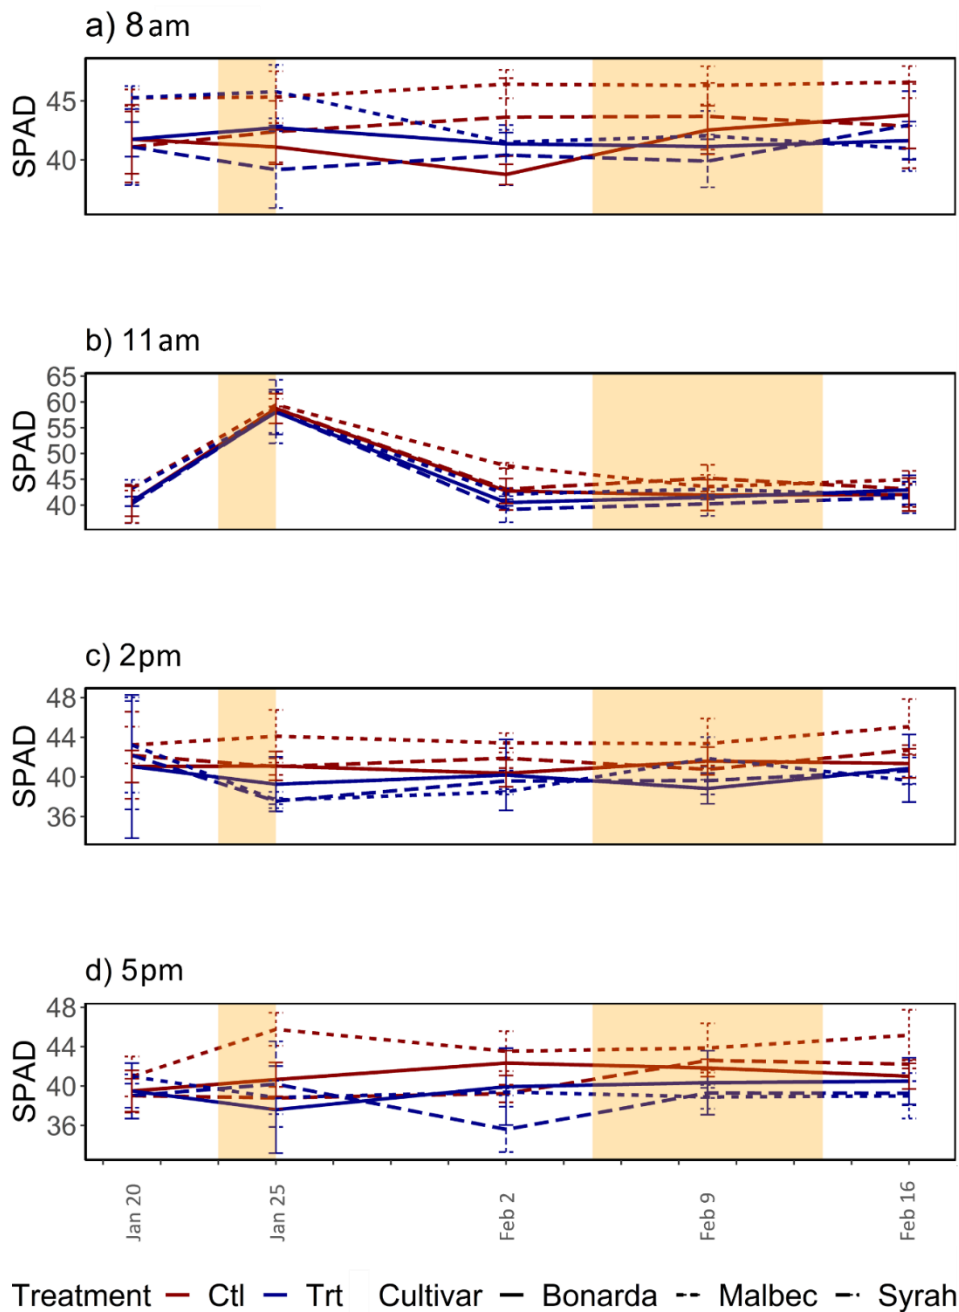 a) 8am
SPAD
45
40
b) 11am
SPAD
65
60
55
50
45
40
c) 2pm
SPAD
48
44
40
36
d) 5pm
SPAD
48
44
40
36
Jan 20
Jan 25
Feb 2
Feb 9
Feb 16
Treatment Ctl Trt Cultivar Bonarda Malbec Syrah